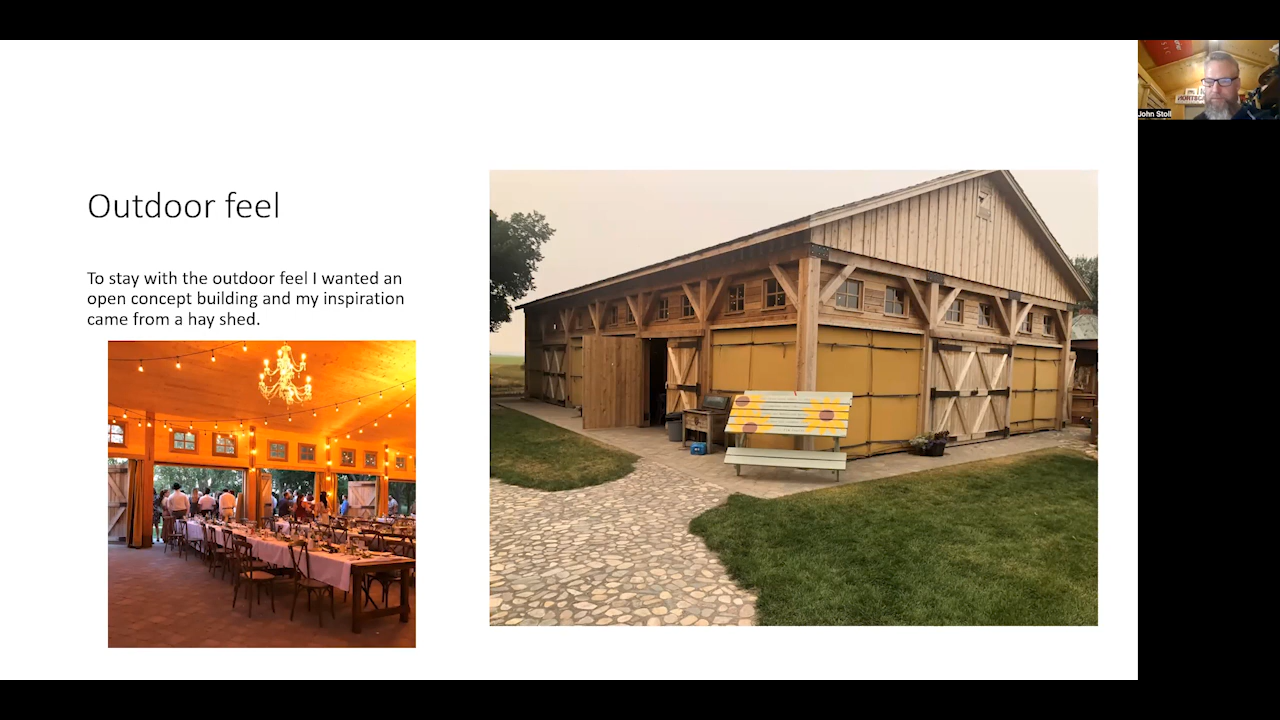 Outdoor feel
To stay with the outdoor feel I wanted an
open concept building and my inspiration
came from a hay shed.
John Stoll